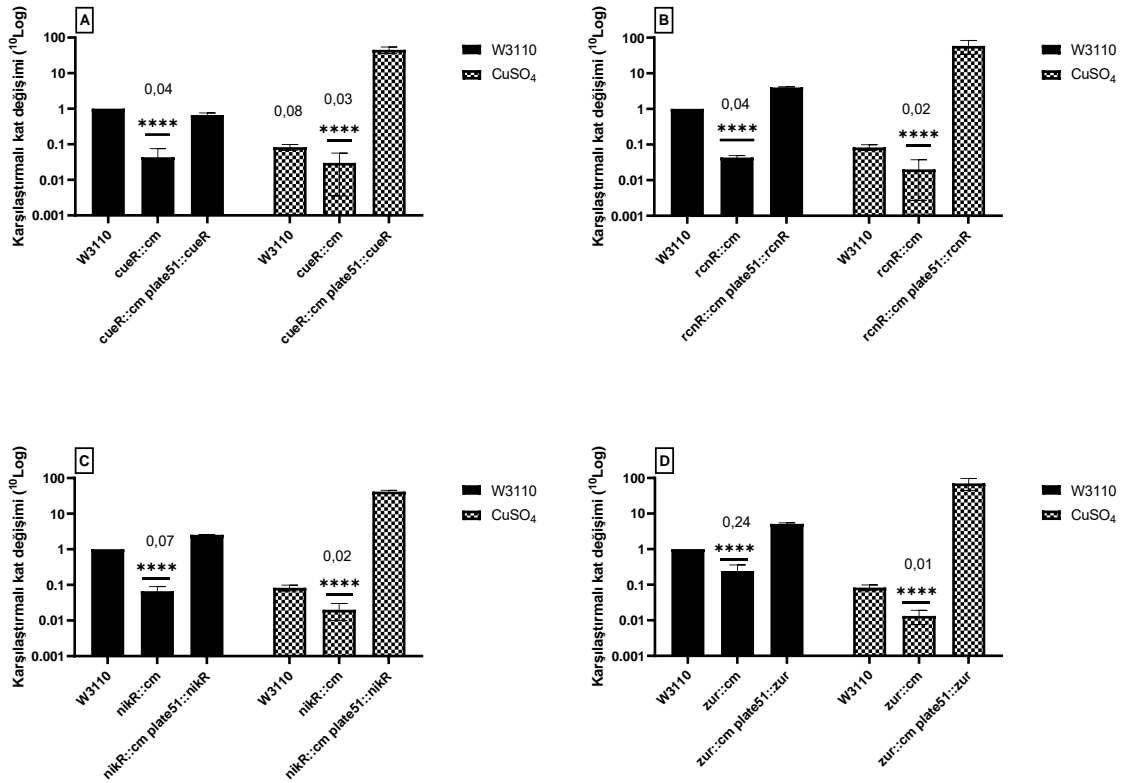 A
Karşılaştırmalı kat değişimi (¹⁰Log)
100
10
1
0.1
0.01
0.001
0,04
****
0,08
0,03
****
W3110
cueR::cm
cueR::cm plate51::cueR
W3110
cueR::cm
cueR::cm plate51::cueR
W3110
CuSO₄
B
Karşılaştırmalı kat değişimi (¹⁰Log)
100
10
1
0.1
0.01
0.001
0,04
****
0,02
****
W3110
rcnR::cm
rcnR::cm plate51::rcnR
W3110
rcnR::cm
rcnR::cm plate51::rcnR
W3110
CuSO₄
C
Karşılaştırmalı kat değişimi (¹⁰Log)
100
10
1
0.1
0.01
0.001
0,07
****
0,02
****
W3110
nikR::cm
nikR::cm plate51::nikR
W3110
nikR::cm
nikR::cm plate51::nikR
W3110
CuSO₄
D
Karşılaştırmalı kat değişimi (¹⁰Log)
100
10
1
0.1
0.01
0.001
0,24
****
0,01
****
W3110
zur::cm
zur::cm plate51::zur
W3110
zur::cm
zur::cm plate51::zur
W3110
CuSO₄